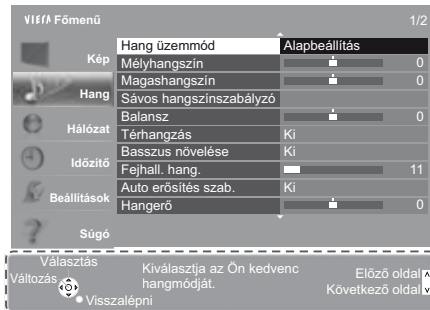 VIErA Főmenű 1/2
Kép
Hang
Hálózat
Időzítő
Beállítások
Súgó
Hang üzemmód Alapbeállítás
Mélyhangszín 0
Magashangszín 0
Sávos hangszínszabályzó
Balansz 0
Térhangzás Ki
Basszus növelése Ki
Fejhall. hang. 11
Auto erősítés szab. Ki
Hangerő 0
Választás
Változás
Visszalépni
Kiválasztja az Ön kedvenc
hangmódját.
Előző oldal
Következő oldal